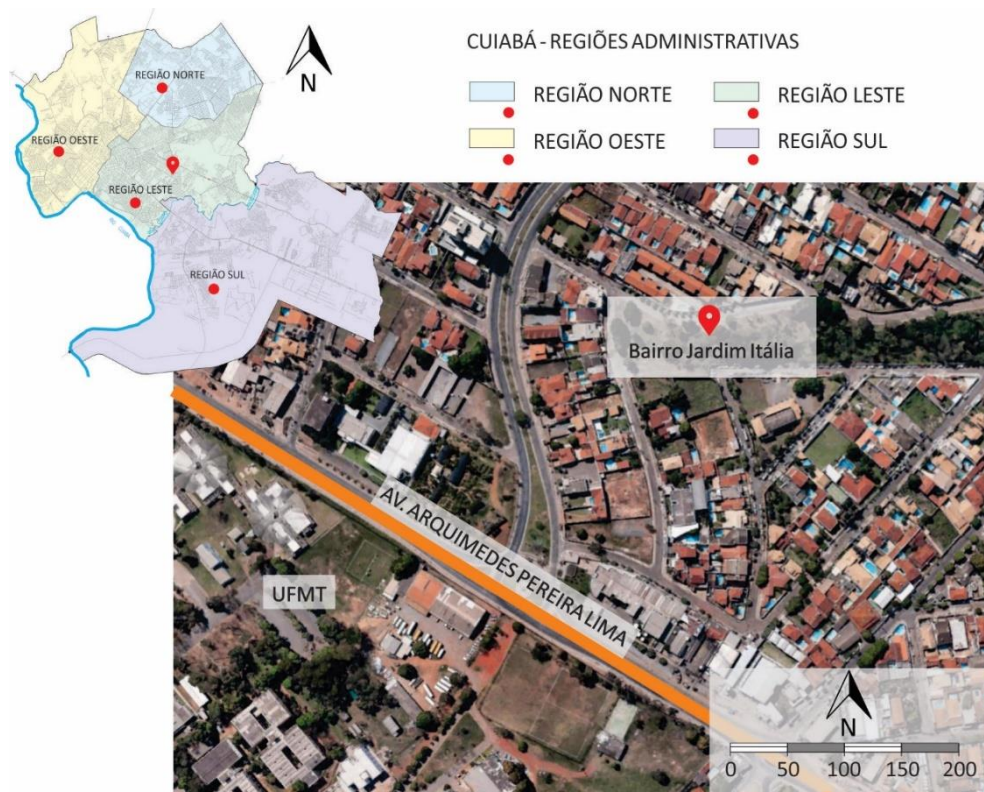 CUIABÁ - REGIÕES ADMINISTRATIVAS
REGIÃO NORTE
REGIÃO LESTE
REGIÃO OESTE
REGIÃO SUL
N
REGIÃO NORTE
REGIÃO OESTE
REGIÃO LESTE
REGIÃO SUL
Bairro Jardim Itália
AV. ARQUIMEDES PEREIRA LIMA
UFMT
N
0 50 100 150 200